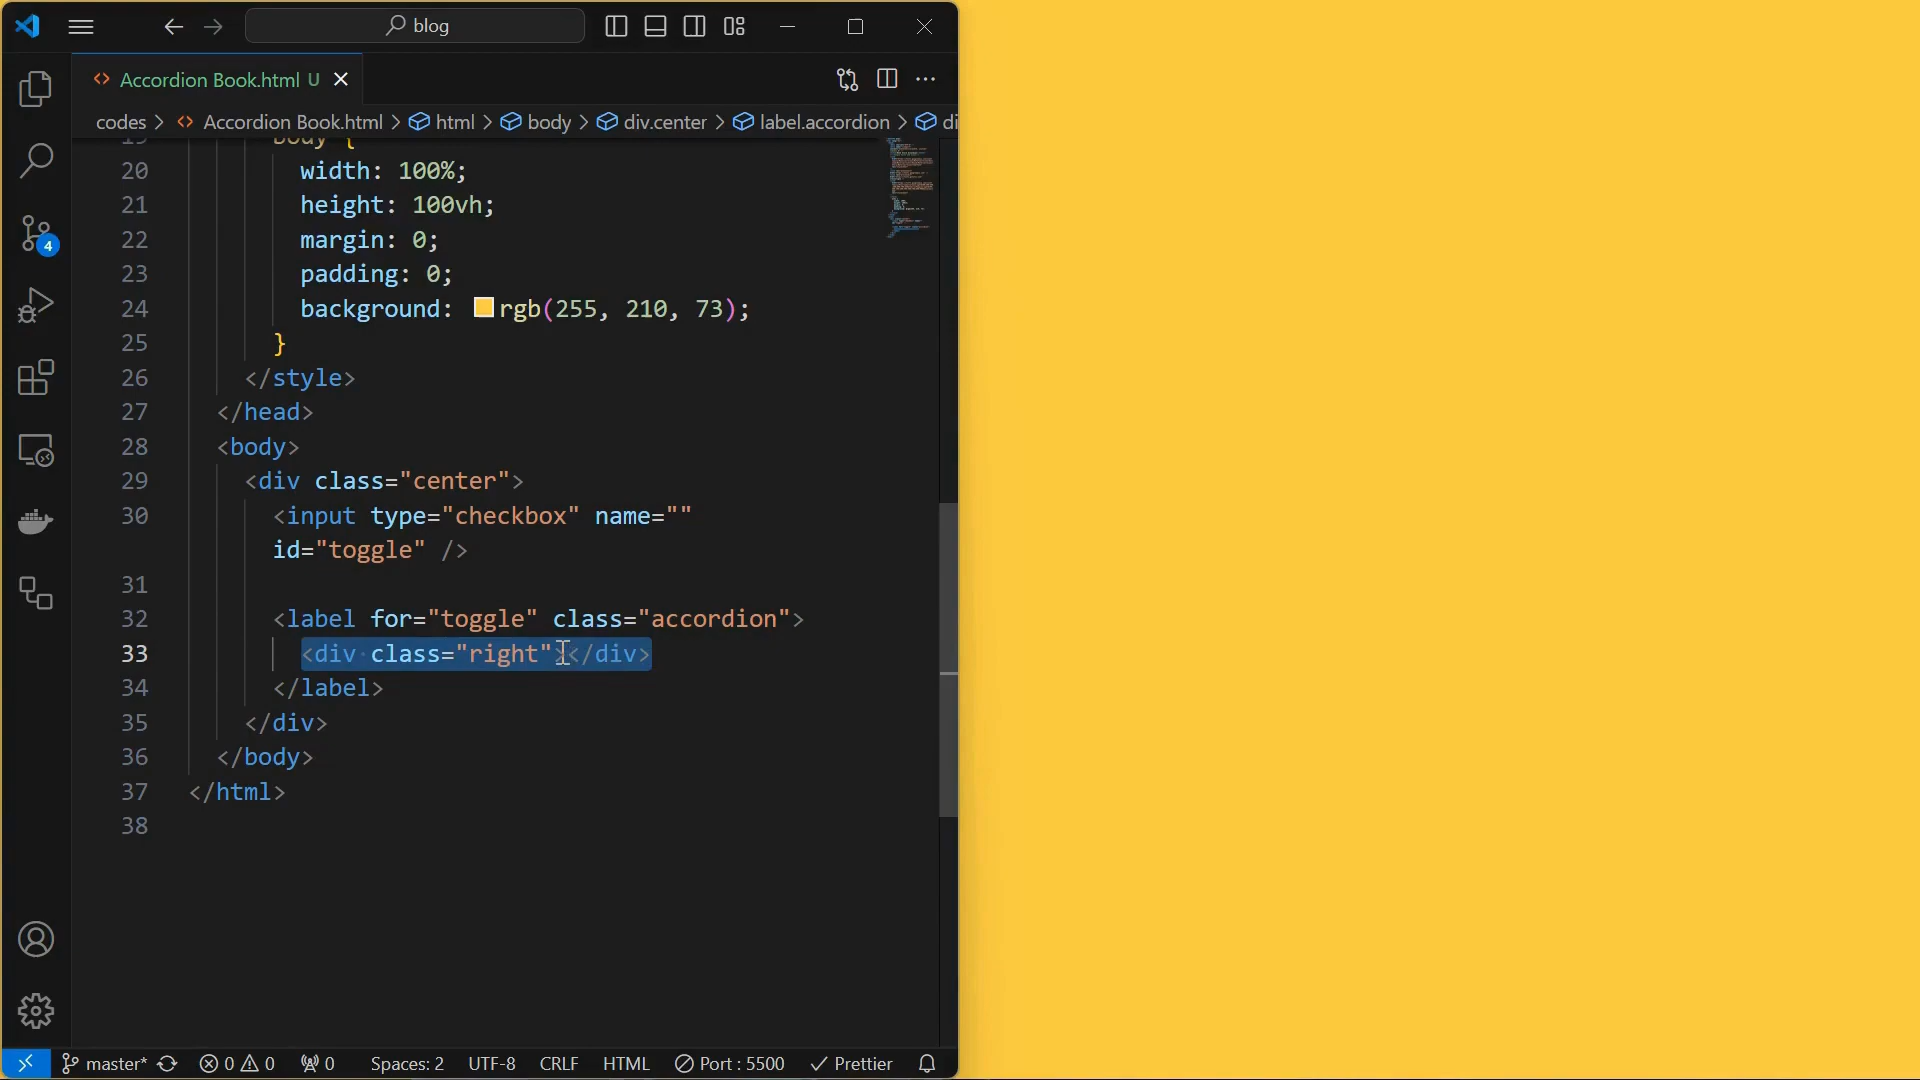 blog
Accordion Book.html U
codes > Accordion Book.html > html > body > div.center > label.accordion > di
19 body {
20 width: 100%;
21 height: 100vh;
22 margin: 0;
23 padding: 0;
24 background: rgb(255, 210, 73);
25 }
26 </style>
27 </head>
28 <body>
29 <div class="center">
30 <input type="checkbox" name=""
id="toggle" />
31
32 <label for="toggle" class="accordion">
33 <div class="right"></div>
34 </label>
35 </div>
36 </body>
37 </html>
38
4
master* 0 0 0 Spaces: 2 UTF-8 CRLF HTML Port : 5500 Prettier